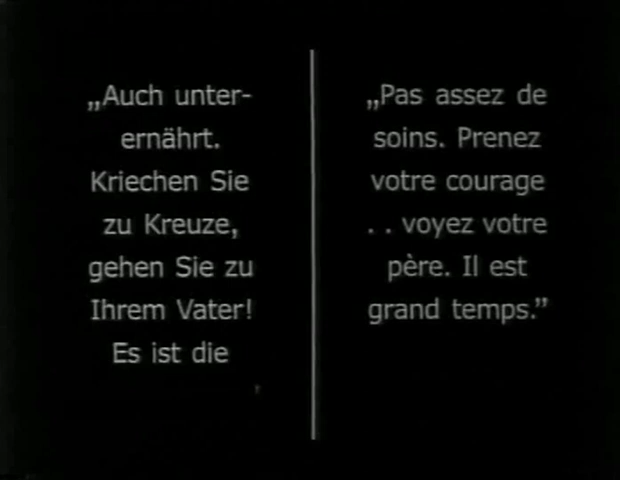 „Auch unter-
ernährt.
Kriechen Sie
zu Kreuze,
gehen Sie zu
Ihrem Vater!
Es ist die
„Pas assez de
soins. Prenez
votre courage
. . voyez votre
père. Il est
grand temps.”